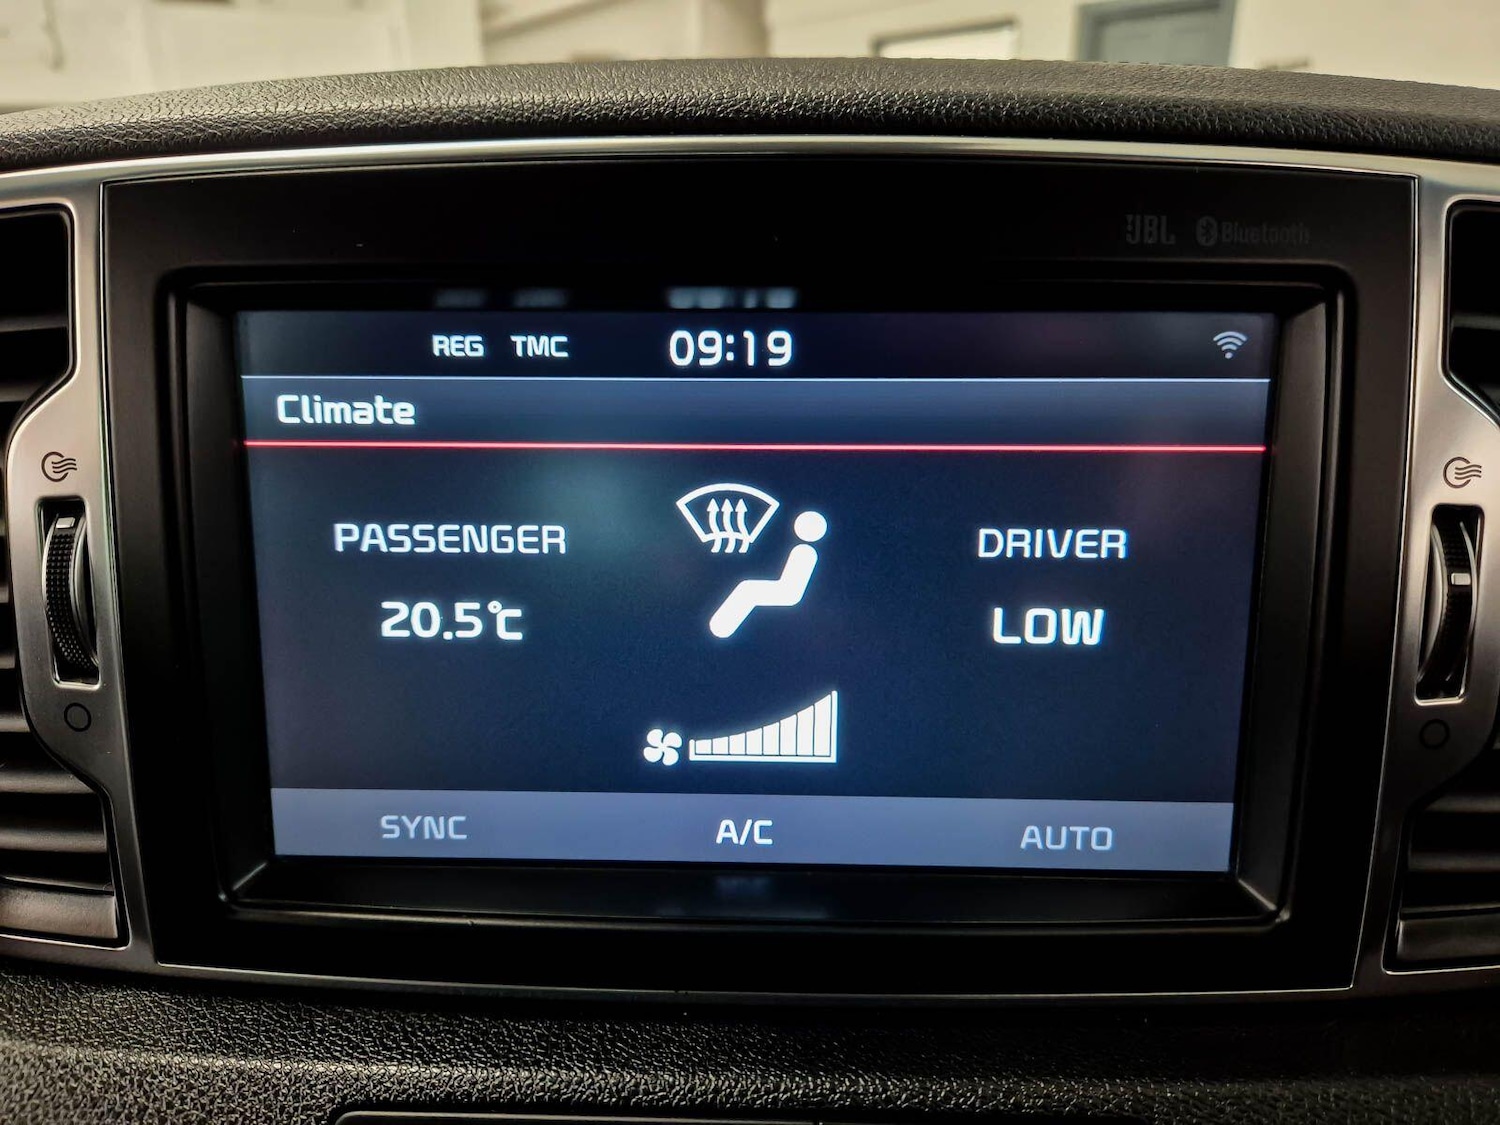 JBL Bluetooth
REG TMC 09:19
Climate
PASSENGER DRIVER
20.5°C LOW
SYNC A/C AUTO